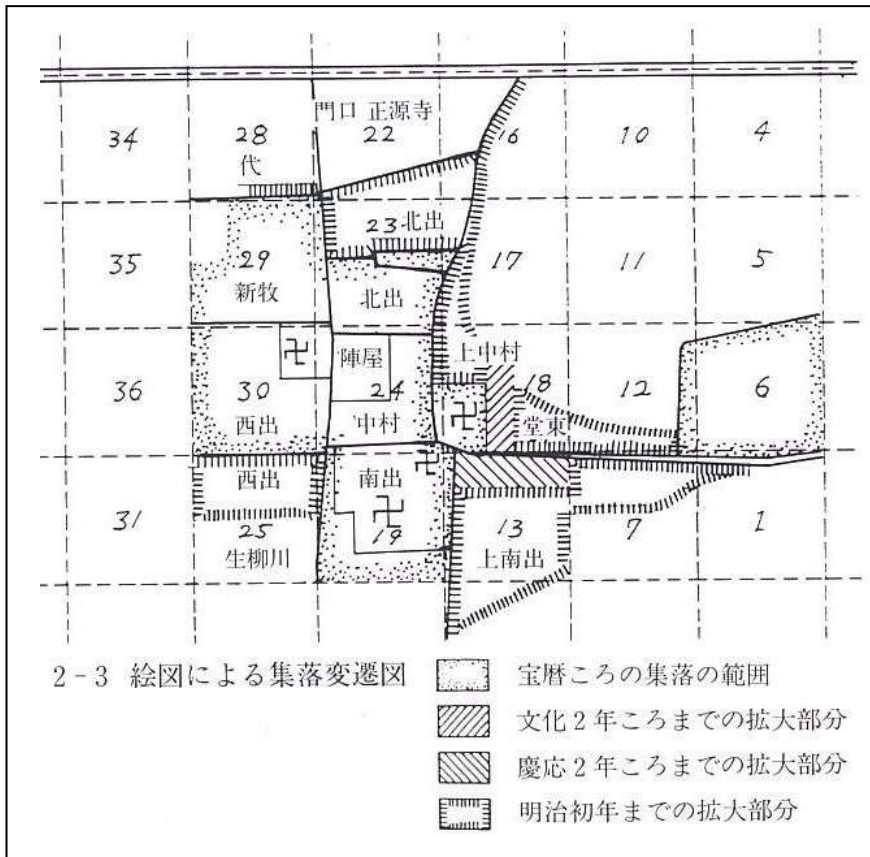 門口 正源寺
34 28 22 16 10 4
代
23 北出
35 29 17 11 5
新牧 北出
上中村
陣屋
卍
36 30 24 卍 18 12 6
西出 中村 堂東
西出 南出 卍
卍
31 25 19 13 7 1
生柳川 上南出
2-3 絵図による集落変遷図
宝暦ころの集落の範囲
文化2年ころまでの拡大部分
慶応2年ころまでの拡大部分
明治初年までの拡大部分